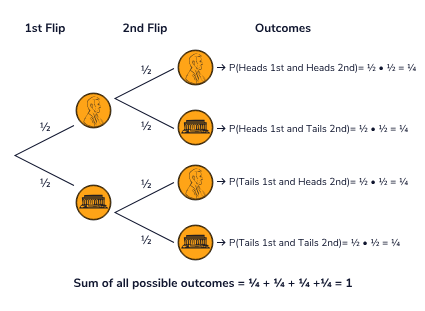 1st Flip 2nd Flip Outcomes
½ → P(Heads 1st and Heads 2nd)= ½ • ½ = ¼
½ ½ → P(Heads 1st and Tails 2nd)= ½ • ½ = ¼
½ ½ → P(Tails 1st and Heads 2nd)= ½ • ½ = ¼
½ → P(Tails 1st and Tails 2nd)= ½ • ½ = ¼
Sum of all possible outcomes = ¼ + ¼ + ¼ +¼ = 1